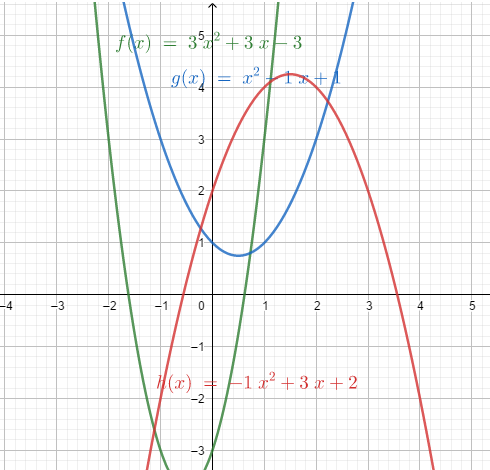 f(x) = 3 x² + 3 x − 3
g(x) = x² − 1 x + 1
h(x) = −1 x² + 3 x + 2
5
4
3
2
1
−4 −3 −2 −1 0 1 2 3 4 5
−1
−2
−3